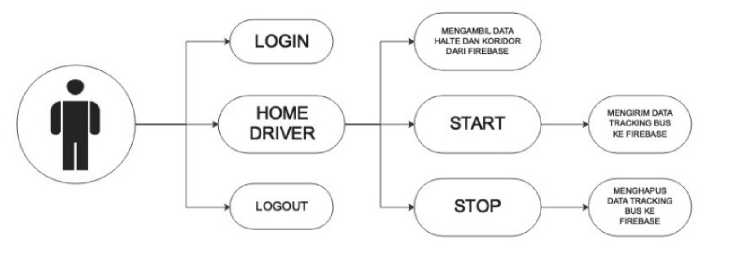 LOGIN
MENGAMBIL DATA
HALTE DAN KORIDOR
DARI FIREBASE
HOME
DRIVER
START
MENGIRIM DATA
TRACKING BUS
KE FIREBASE
LOGOUT
STOP
MENGHAPUS
DATA TRACKING
BUS KE
FIREBASE